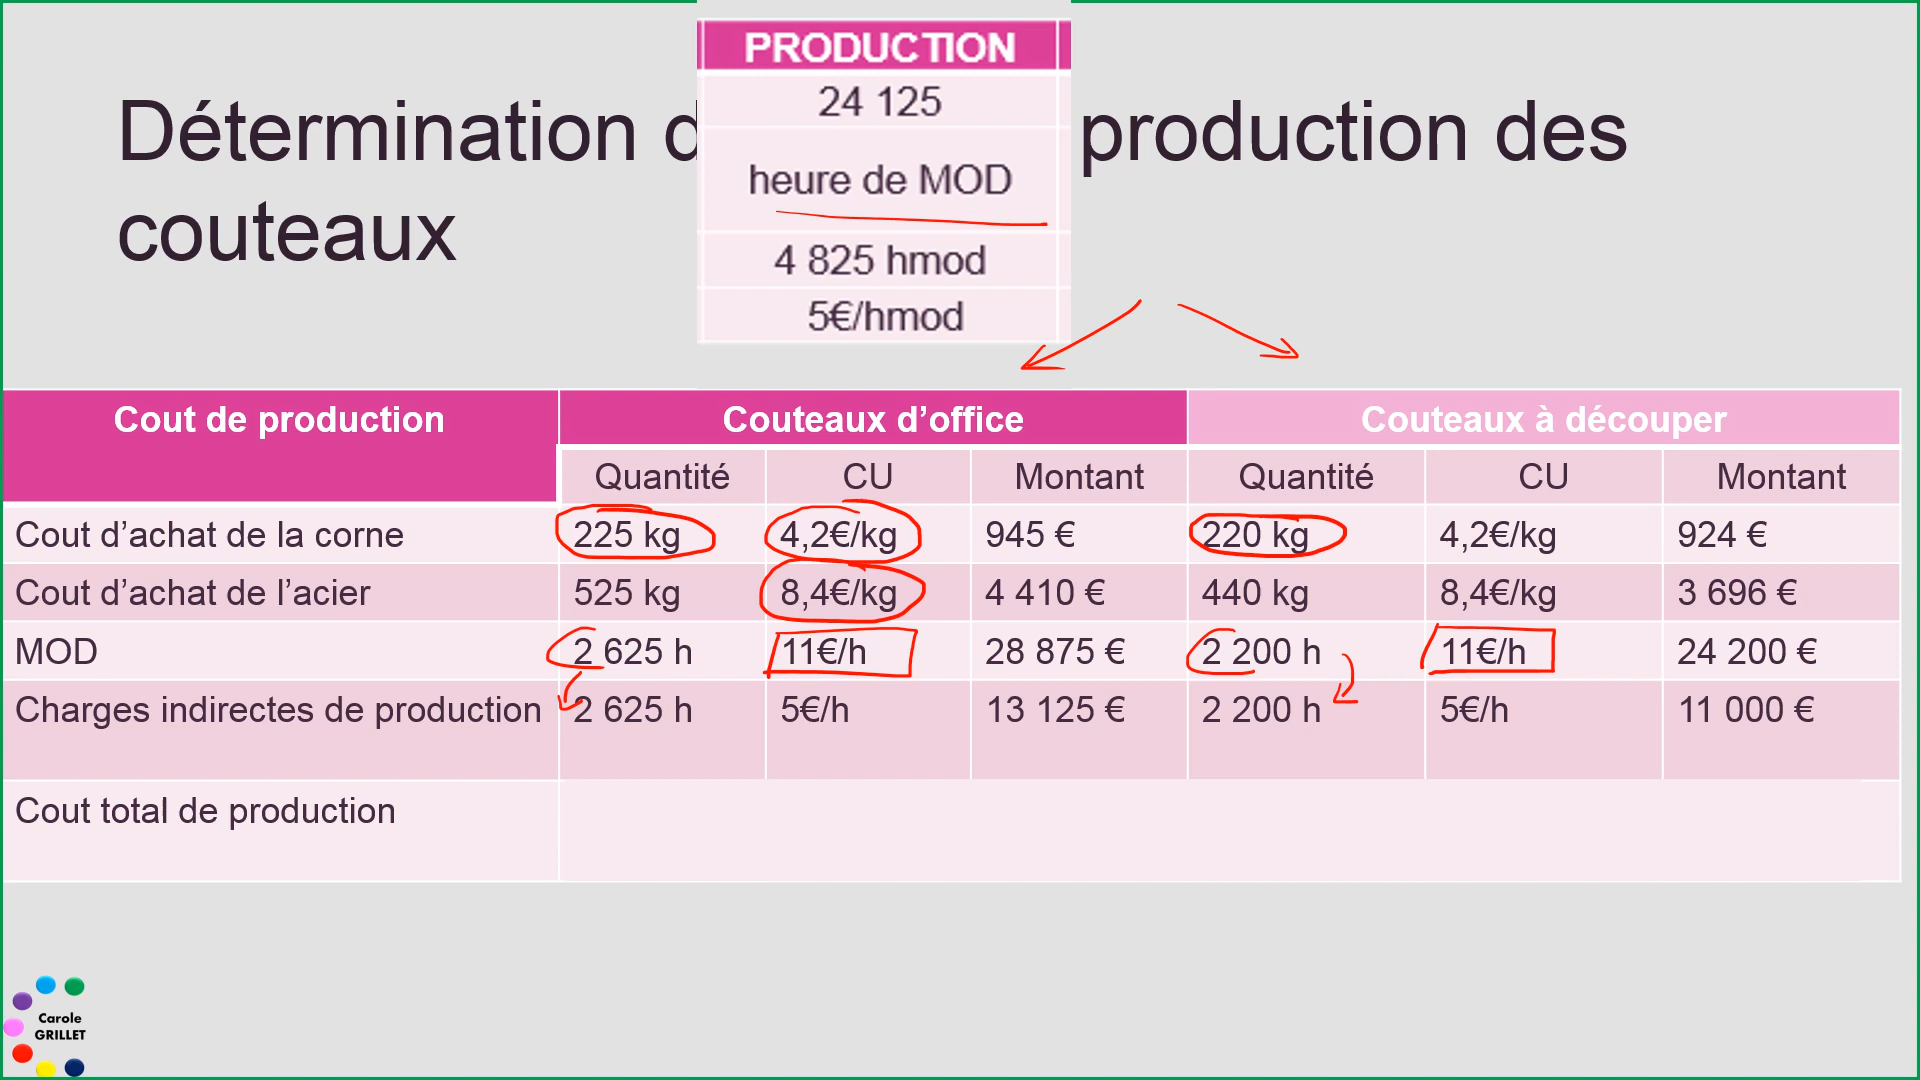 PRODUCTION
24 125
heure de MOD
4 825 hmod
5€/hmod
Détermination d production des
couteaux
Cout de production Couteaux d’office Couteaux à découper
Quantité CU Montant Quantité CU Montant
Cout d’achat de la corne 225 kg 4,2€/kg 945 € 220 kg 4,2€/kg 924 €
Cout d’achat de l’acier 525 kg 8,4€/kg 4 410 € 440 kg 8,4€/kg 3 696 €
MOD 2 625 h 11€/h 28 875 € 2 200 h 11€/h 24 200 €
Charges indirectes de production 2 625 h 5€/h 13 125 € 2 200 h 5€/h 11 000 €
Cout total de production
Carole
GRILLET